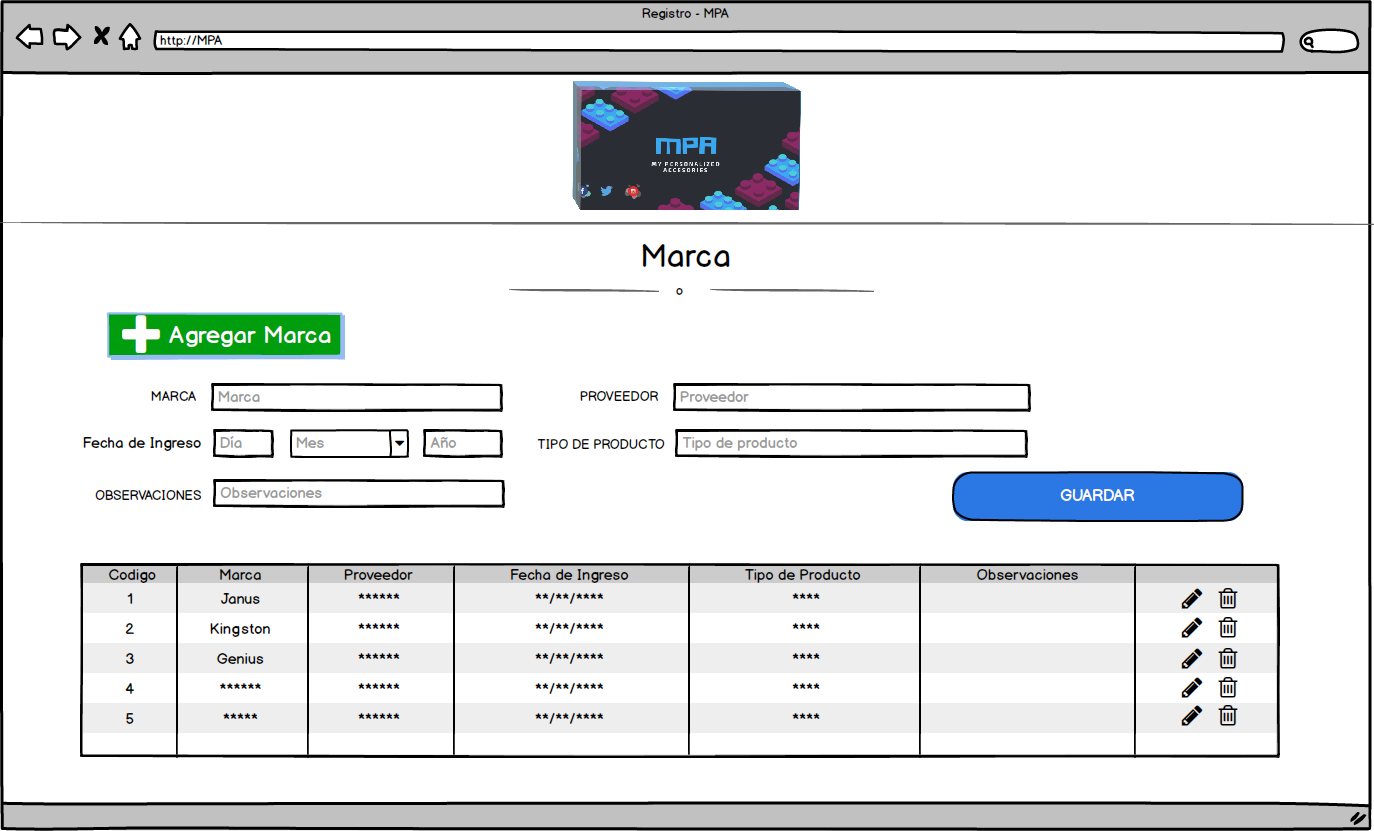 Registro - MPA
http://MPA
MPA
MY PERSONALIZED
ACCESORIES
Marca
Agregar Marca
MARCA Marca PROVEEDOR Proveedor
Fecha de Ingreso Día Mes Año TIPO DE PRODUCTO Tipo de producto
OBSERVACIONES Observaciones GUARDAR
Codigo Marca Proveedor Fecha de Ingreso Tipo de Producto Observaciones
1 Janus ****** **/**/**** ****
2 Kingston ****** **/**/**** ****
3 Genius ****** **/**/**** ****
4 ****** ****** **/**/**** ****
5 ***** ****** **/**/**** ****